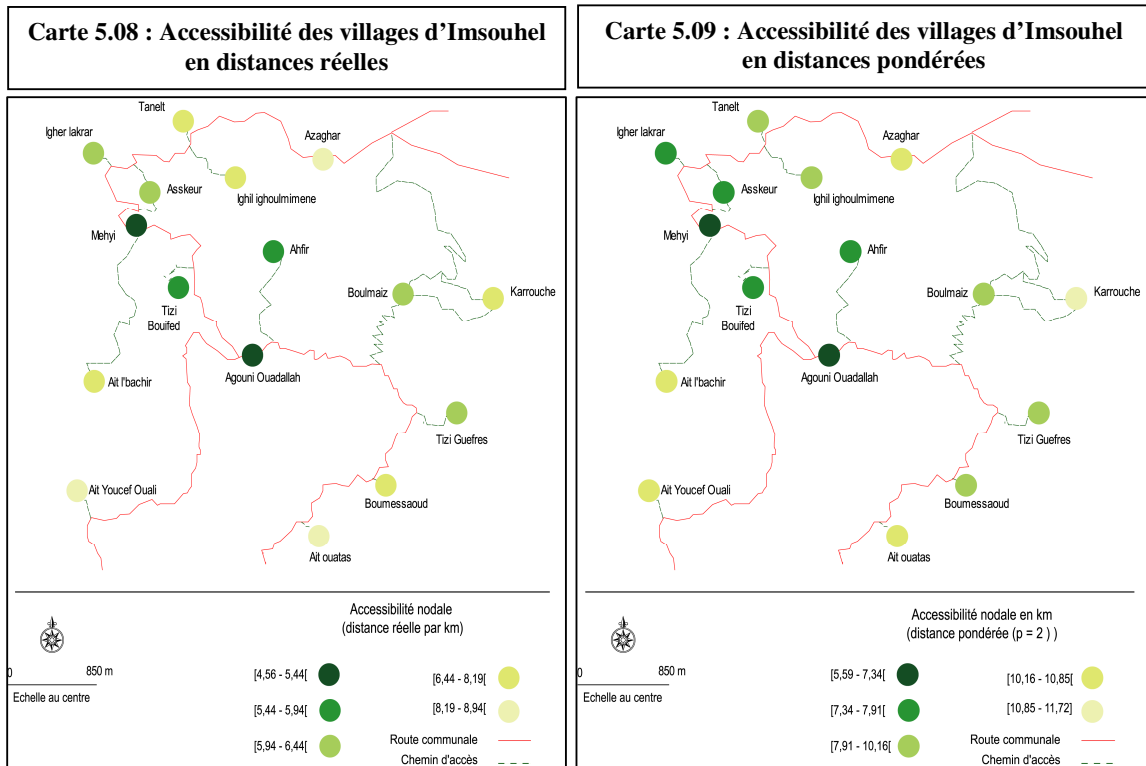 Carte 5.08 : Accessibilité des villages d'Imsouhel
en distances réelles
Tanelt
Igher lakrar
Azaghar
Asskeur
Ighil ighoulmimene
Mehyi
Ahfir
Boulmaiz
Karrouche
Tizi
Bouifed
Agouni Ouadallah
Ait l'bachir
Tizi Guefres
Ait Youcef Ouali
Boumessaoud
Ait ouatas
Accessibilité nodale
(distance réelle par km)
0
850 m
Echelle au centre
[4,56 - 5,44[
[5,44 - 5,94[
[5,94 - 6,44[
[6,44 - 8,19[
[8,19 - 8,94[
Route communale
Chemin d'accès
Carte 5.09 : Accessibilité des villages d'Imsouhel
en distances pondérées
Tanelt
Igher lakrar
Azaghar
Asskeur
Ighil ighoulmimene
Mehyi
Ahfir
Boulmaiz
Karrouche
Tizi
Bouifed
Agouni Ouadallah
Ait l'bachir
Tizi Guefres
Ait Youcef Ouali
Boumessaoud
Ait ouatas
Accessibilité nodale en km
(distance pondérée (p = 2 ) )
0
850 m
Echelle au centre
[5,59 - 7,34[
[7,34 - 7,91[
[7,91 - 10,16[
[10,16 - 10,85[
[10,85 - 11,72]
Route communale
Chemin d'accès